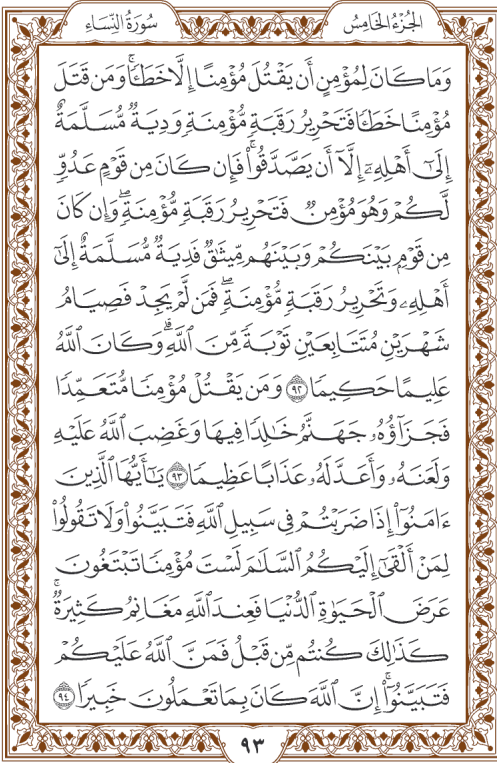 الجُزْءُ الخَامِسُ
سُورَةُ النِّسَاءِ
وَمَا كَانَ لِمُؤْمِنٍ أَن يَقْتُلَ مُؤْمِنًا إِلَّا خَطَـًٔاۚ وَمَن قَتَلَ
مُؤْمِنًا خَطَـًٔا فَتَحْرِيرُ رَقَبَةٍ مُّؤْمِنَةٍ وَدِيَةٌ مُّسَلَّمَةٌ
إِلَىٰٓ أَهْلِهِۦٓ إِلَّآ أَن يَصَّدَّقُواْۚ فَإِن كَانَ مِن قَوْمٍ عَدُوٍّ
لَّكُمْ وَهُوَ مُؤْمِنٌ فَتَحْرِيرُ رَقَبَةٍ مُّؤْمِنَةٍۖ وَإِن كَانَ
مِن قَوْمٍۭ بَيْنَكُمْ وَبَيْنَهُم مِّيثَٰقٌ فَدِيَةٌ مُّسَلَّمَةٌ إِلَىٰٓ
أَهْلِهِۦ وَتَحْرِيرُ رَقَبَةٍ مُّؤْمِنَةٍۖ فَمَن لَّمْ يَجِدْ فَصِيَامُ
شَهْرَيْنِ مُتَتَابِعَيْنِ تَوْبَةً مِّنَ ٱللَّهِۗ وَكَانَ ٱللَّهُ
عَلِيمًا حَكِيمًا ٩٢ وَمَن يَقْتُلْ مُؤْمِنًا مُّتَعَمِّدًا
فَجَزَآؤُهُۥ جَهَنَّمُ خَٰلِدًا فِيهَا وَغَضِبَ ٱللَّهُ عَلَيْهِ
وَلَعَنَهُۥ وَأَعَدَّ لَهُۥ عَذَابًا عَظِيمًا ٩٣ يَٰٓأَيُّهَا ٱلَّذِينَ
ءَامَنُوٓاْ إِذَا ضَرَبْتُمْ فِي سَبِيلِ ٱللَّهِ فَتَبَيَّنُواْ وَلَا تَقُولُواْ
لِمَنْ أَلْقَىٰٓ إِلَيْكُمُ ٱلسَّلَٰمَ لَسْتَ مُؤْمِنًا تَبْتَغُونَ
عَرَضَ ٱلْحَيَوٰةِ ٱلدُّنْيَا فَعِندَ ٱللَّهِ مَغَانِمُ كَثِيرَةٌۚ
كَذَٰلِكَ كُنتُم مِّن قَبْلُ فَمَنَّ ٱللَّهُ عَلَيْكُمْ
فَتَبَيَّنُوٓاْۚ إِنَّ ٱللَّهَ كَانَ بِمَا تَعْمَلُونَ خَبِيرًا ٩٤
٩٣